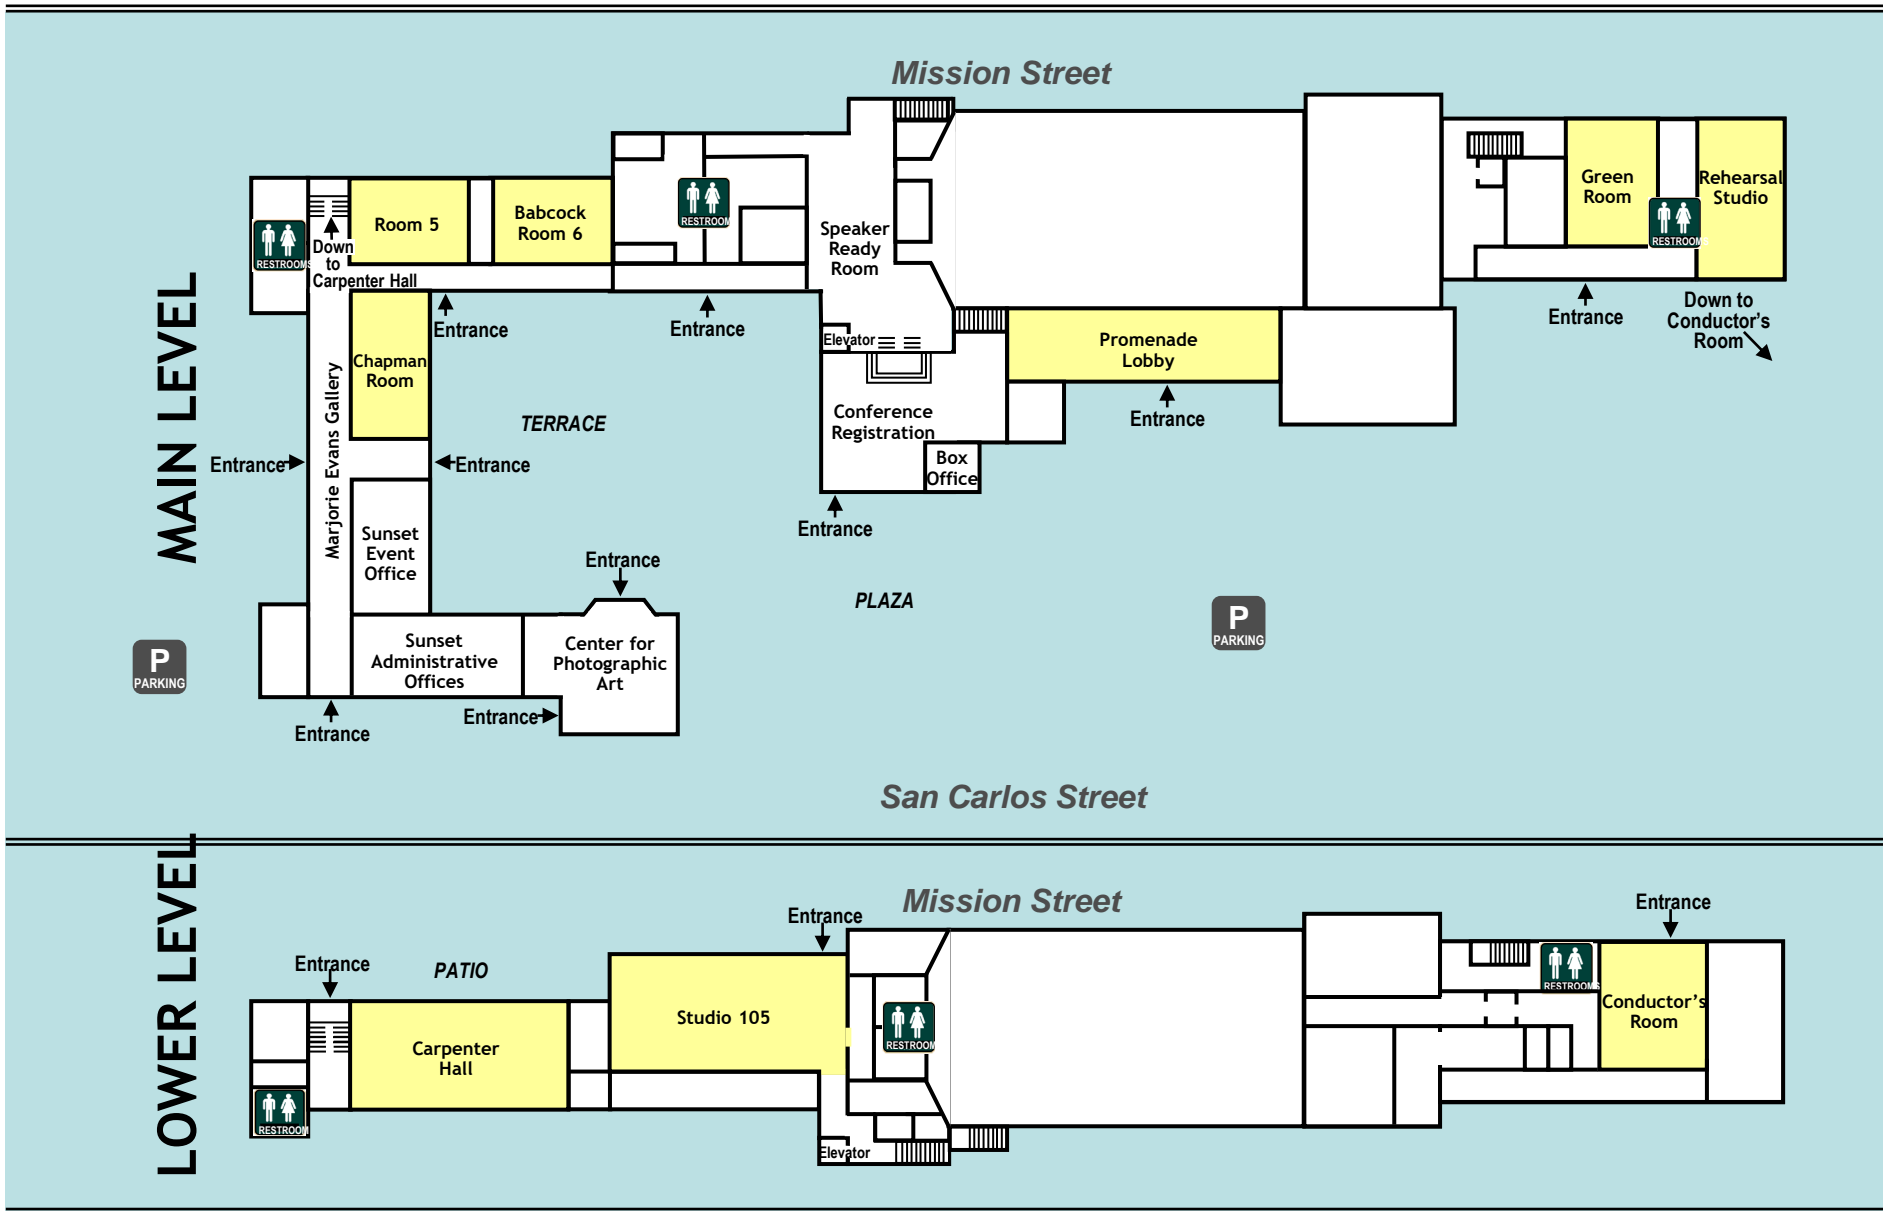 Mission Street
MAIN LEVEL
RESTROOMS
Down
to
Carpenter Hall
Room 5
Babcock
Room 6
RESTROOM
Speaker
Ready
Room
Green
Room
RESTROOMS
Rehearsal
Studio
Entrance
Entrance
Elevator
Promenade
Lobby
Entrance
Down to
Conductor's
Room
Chapman
Room
Marjorie Evans Gallery
TERRACE
Conference
Registration
Entrance
Entrance
Entrance
Box
Office
Entrance
Sunset
Event
Office
Entrance
PLAZA
P
PARKING
P
PARKING
Sunset
Administrative
Offices
Center for
Photographic
Art
Entrance
Entrance
San Carlos Street
LOWER LEVEL
Mission Street
Entrance
Entrance
Entrance
PATIO
Carpenter
Hall
Studio 105
RESTROOM
RESTROOMS
Conductor's
Room
RESTROOM
Elevator